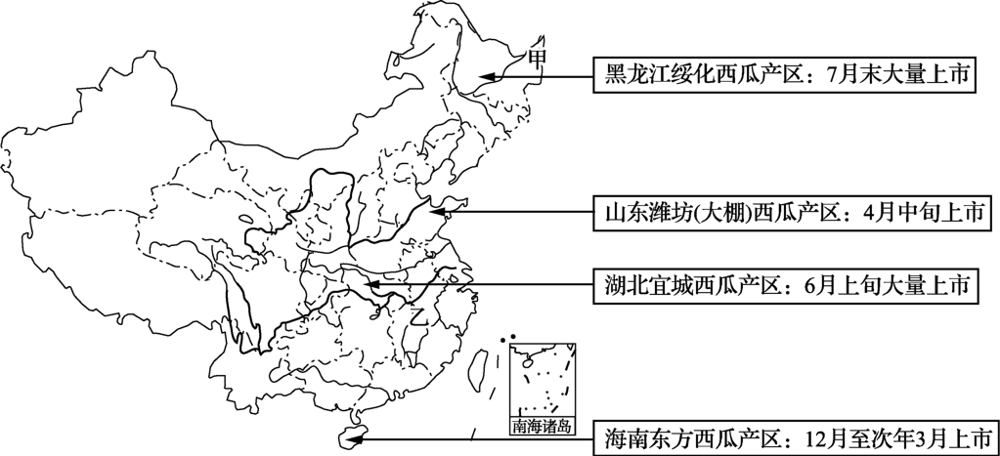 甲
黑龙江绥化西瓜产区：7月末大量上市
山东潍坊(大棚)西瓜产区：4月中旬上市
湖北宜城西瓜产区：6月上旬大量上市
乙
南海诸岛
海南东方西瓜产区：12月至次年3月上市